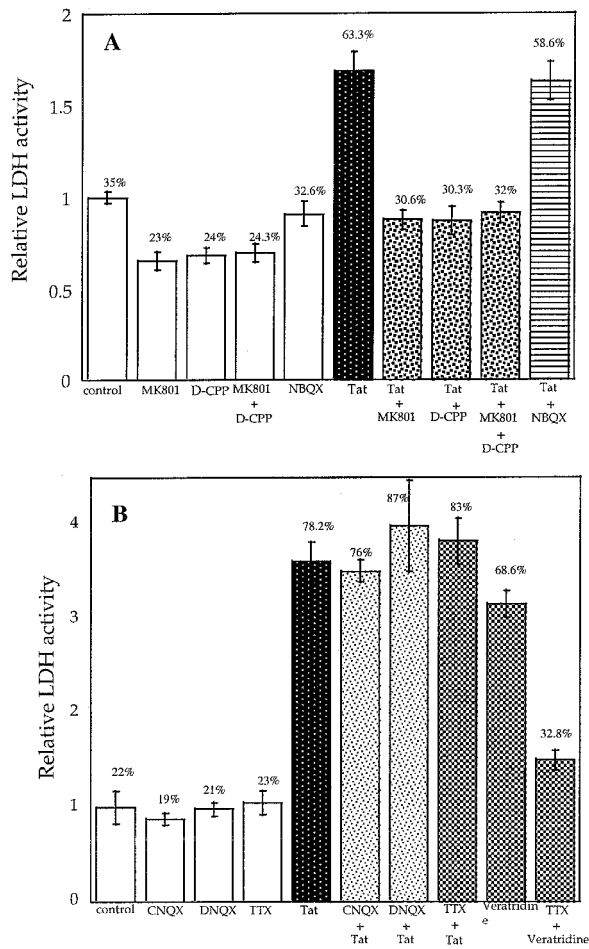 A
Relative LDH activity
2
1.5
1
0.5
0
35%
23%
24%
24.3%
32.6%
63.3%
30.6%
30.3%
32%
58.6%
control
MK801
D-CPP
MK801
+
D-CPP
NBQX
Tat
Tat
+
MK801
Tat
+
D-CPP
Tat
+
MK801
+
D-CPP
Tat
+
NBQX
B
Relative LDH activity
4
3
2
1
0
22%
19%
21%
23%
78.2%
76%
87%
83%
68.6%
32.8%
control
CNQX
DNQX
TTX
Tat
CNQX
+
Tat
DNQX
+
Tat
TTX
+
Tat
Veratridin
e
TTX
+
Veratridine